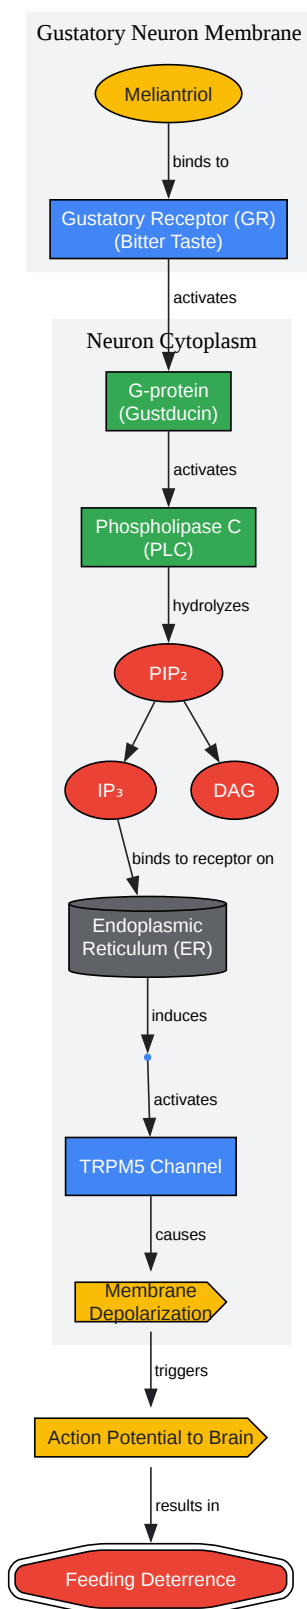 Gustatory Neuron Membrane
Meliantriol
binds to
Gustatory Receptor (GR)
(Bitter Taste)
activates
Neuron Cytoplasm
G-protein
(Gustducin)
activates
Phospholipase C
(PLC)
hydrolyzes
PIP₂
IP₃
DAG
binds to receptor on
Endoplasmic
Reticulum (ER)
induces
activates
TRPM5 Channel
causes
Membrane
Depolarization
triggers
Action Potential to Brain
results in
Feeding Deterrence